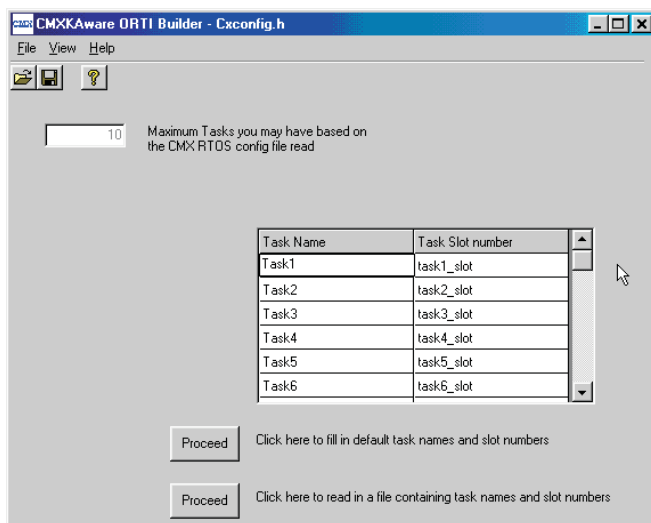 CMX CMXKAware ORTI Builder - Cxconfig.h
File View Help
10
Maximum Tasks you may have based on
the CMX RTOS config file read
Task Name Task Slot number
Task1 task1_slot
Task2 task2_slot
Task3 task3_slot
Task4 task4_slot
Task5 task5_slot
Task6 task6_slot
Proceed Click here to fill in default task names and slot numbers
Proceed Click here to read in a file containing task names and slot numbers